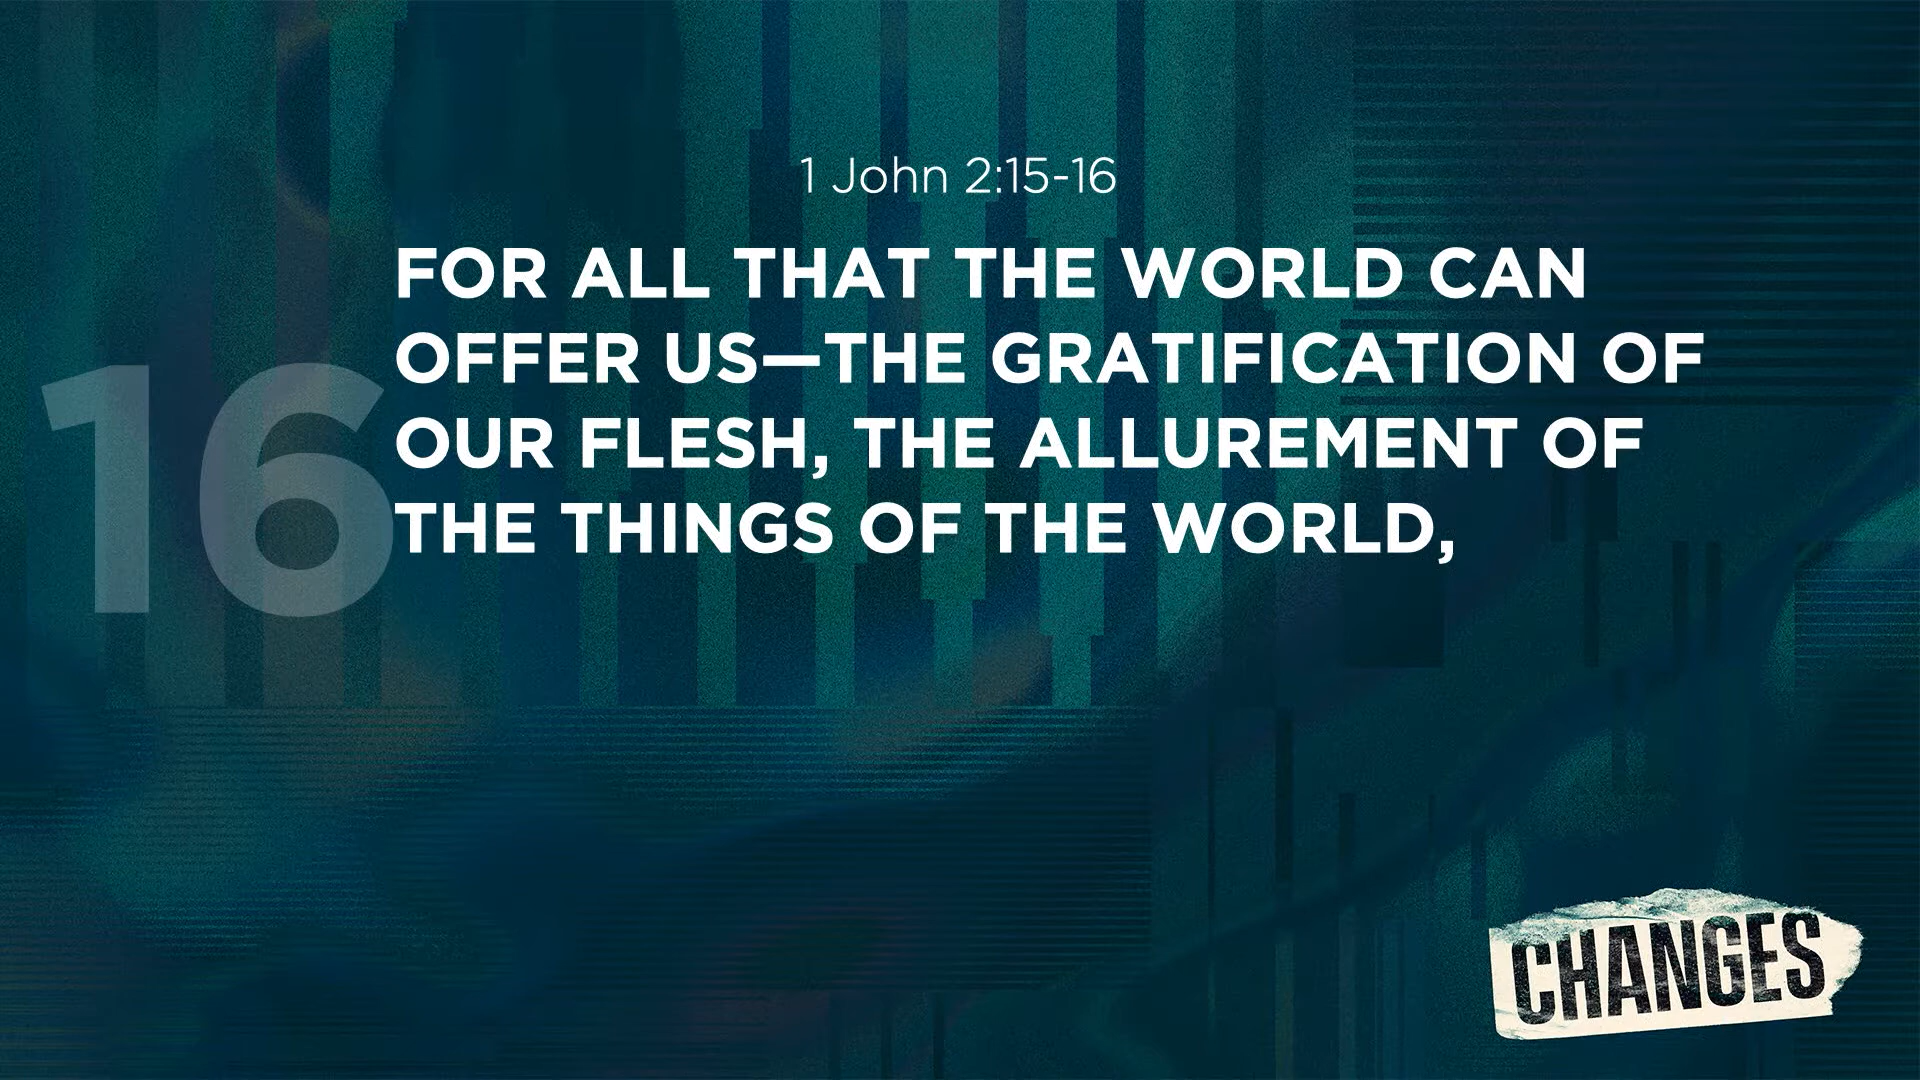 1 John 2:15-16
16
FOR ALL THAT THE WORLD CAN
OFFER US—THE GRATIFICATION OF
OUR FLESH, THE ALLUREMENT OF
THE THINGS OF THE WORLD,
CHANGES